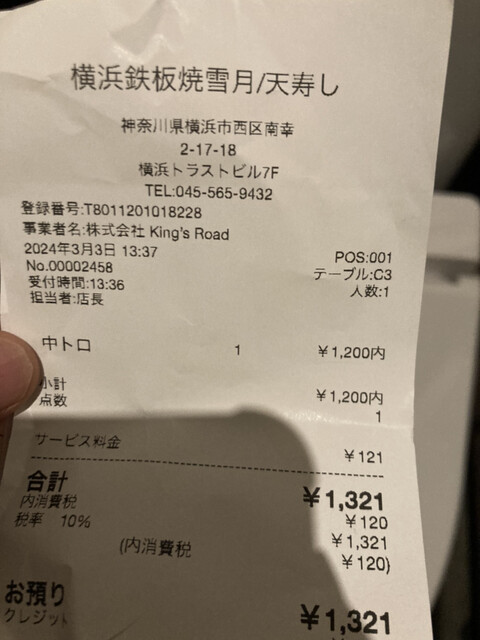 横浜鉄板焼雪月/天寿し
神奈川県横浜市西区南幸
2-17-18
横浜トラストビル7F
TEL:045-565-9432
登録番号:T8011201018228
事業者名:株式会社 King's Road
2024年3月3日 13:37 POS:001
No.00002458 テーブル:C3
受付時間:13:36 人数:1
担当者:店長
中トロ 1 ¥1,200内
小計 ¥1,200内
点数 1
サービス料金 ¥121
合計 ¥1,321
内消費税 ¥120
税率 10% ¥1,321
(内消費税 ¥120)
お預り ¥1,321
クレジット